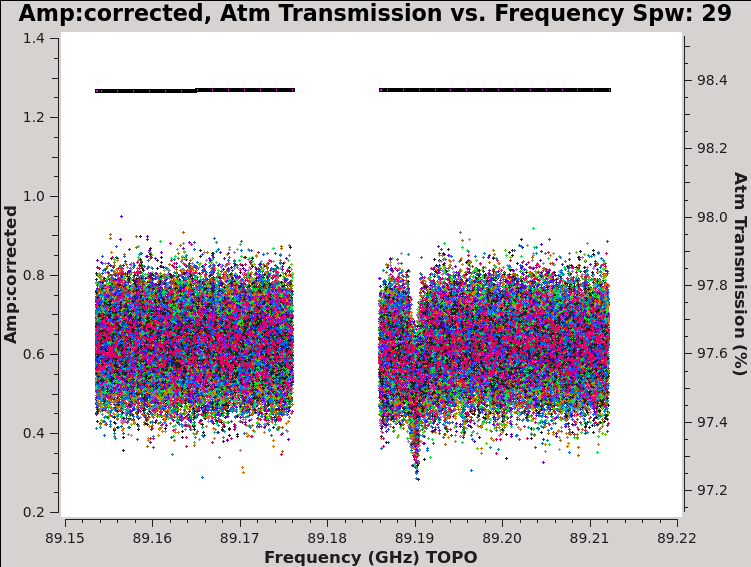 Amp:corrected, Atm Transmission vs. Frequency Spw: 29
1.4
1.2
1.0
0.8
0.6
0.4
0.2
Amp:corrected
98.4
98.2
98.0
97.8
97.6
97.4
97.2
Atm Transmission (%)
89.15 89.16 89.17 89.18 89.19 89.20 89.21 89.22
Frequency (GHz) TOPO